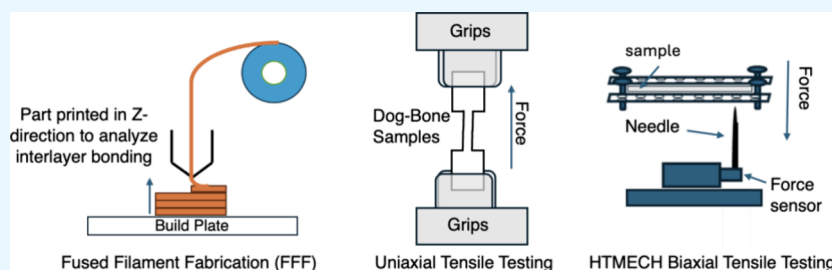 Part printed in Z-
direction to analyze
interlayer bonding
Build Plate
Fused Filament Fabrication (FFF)
Grips
Dog-Bone
Samples
Force
Grips
Uniaxial Tensile Testing
sample
Force
Needle
Force
sensor
HTMECH Biaxial Tensile Testing